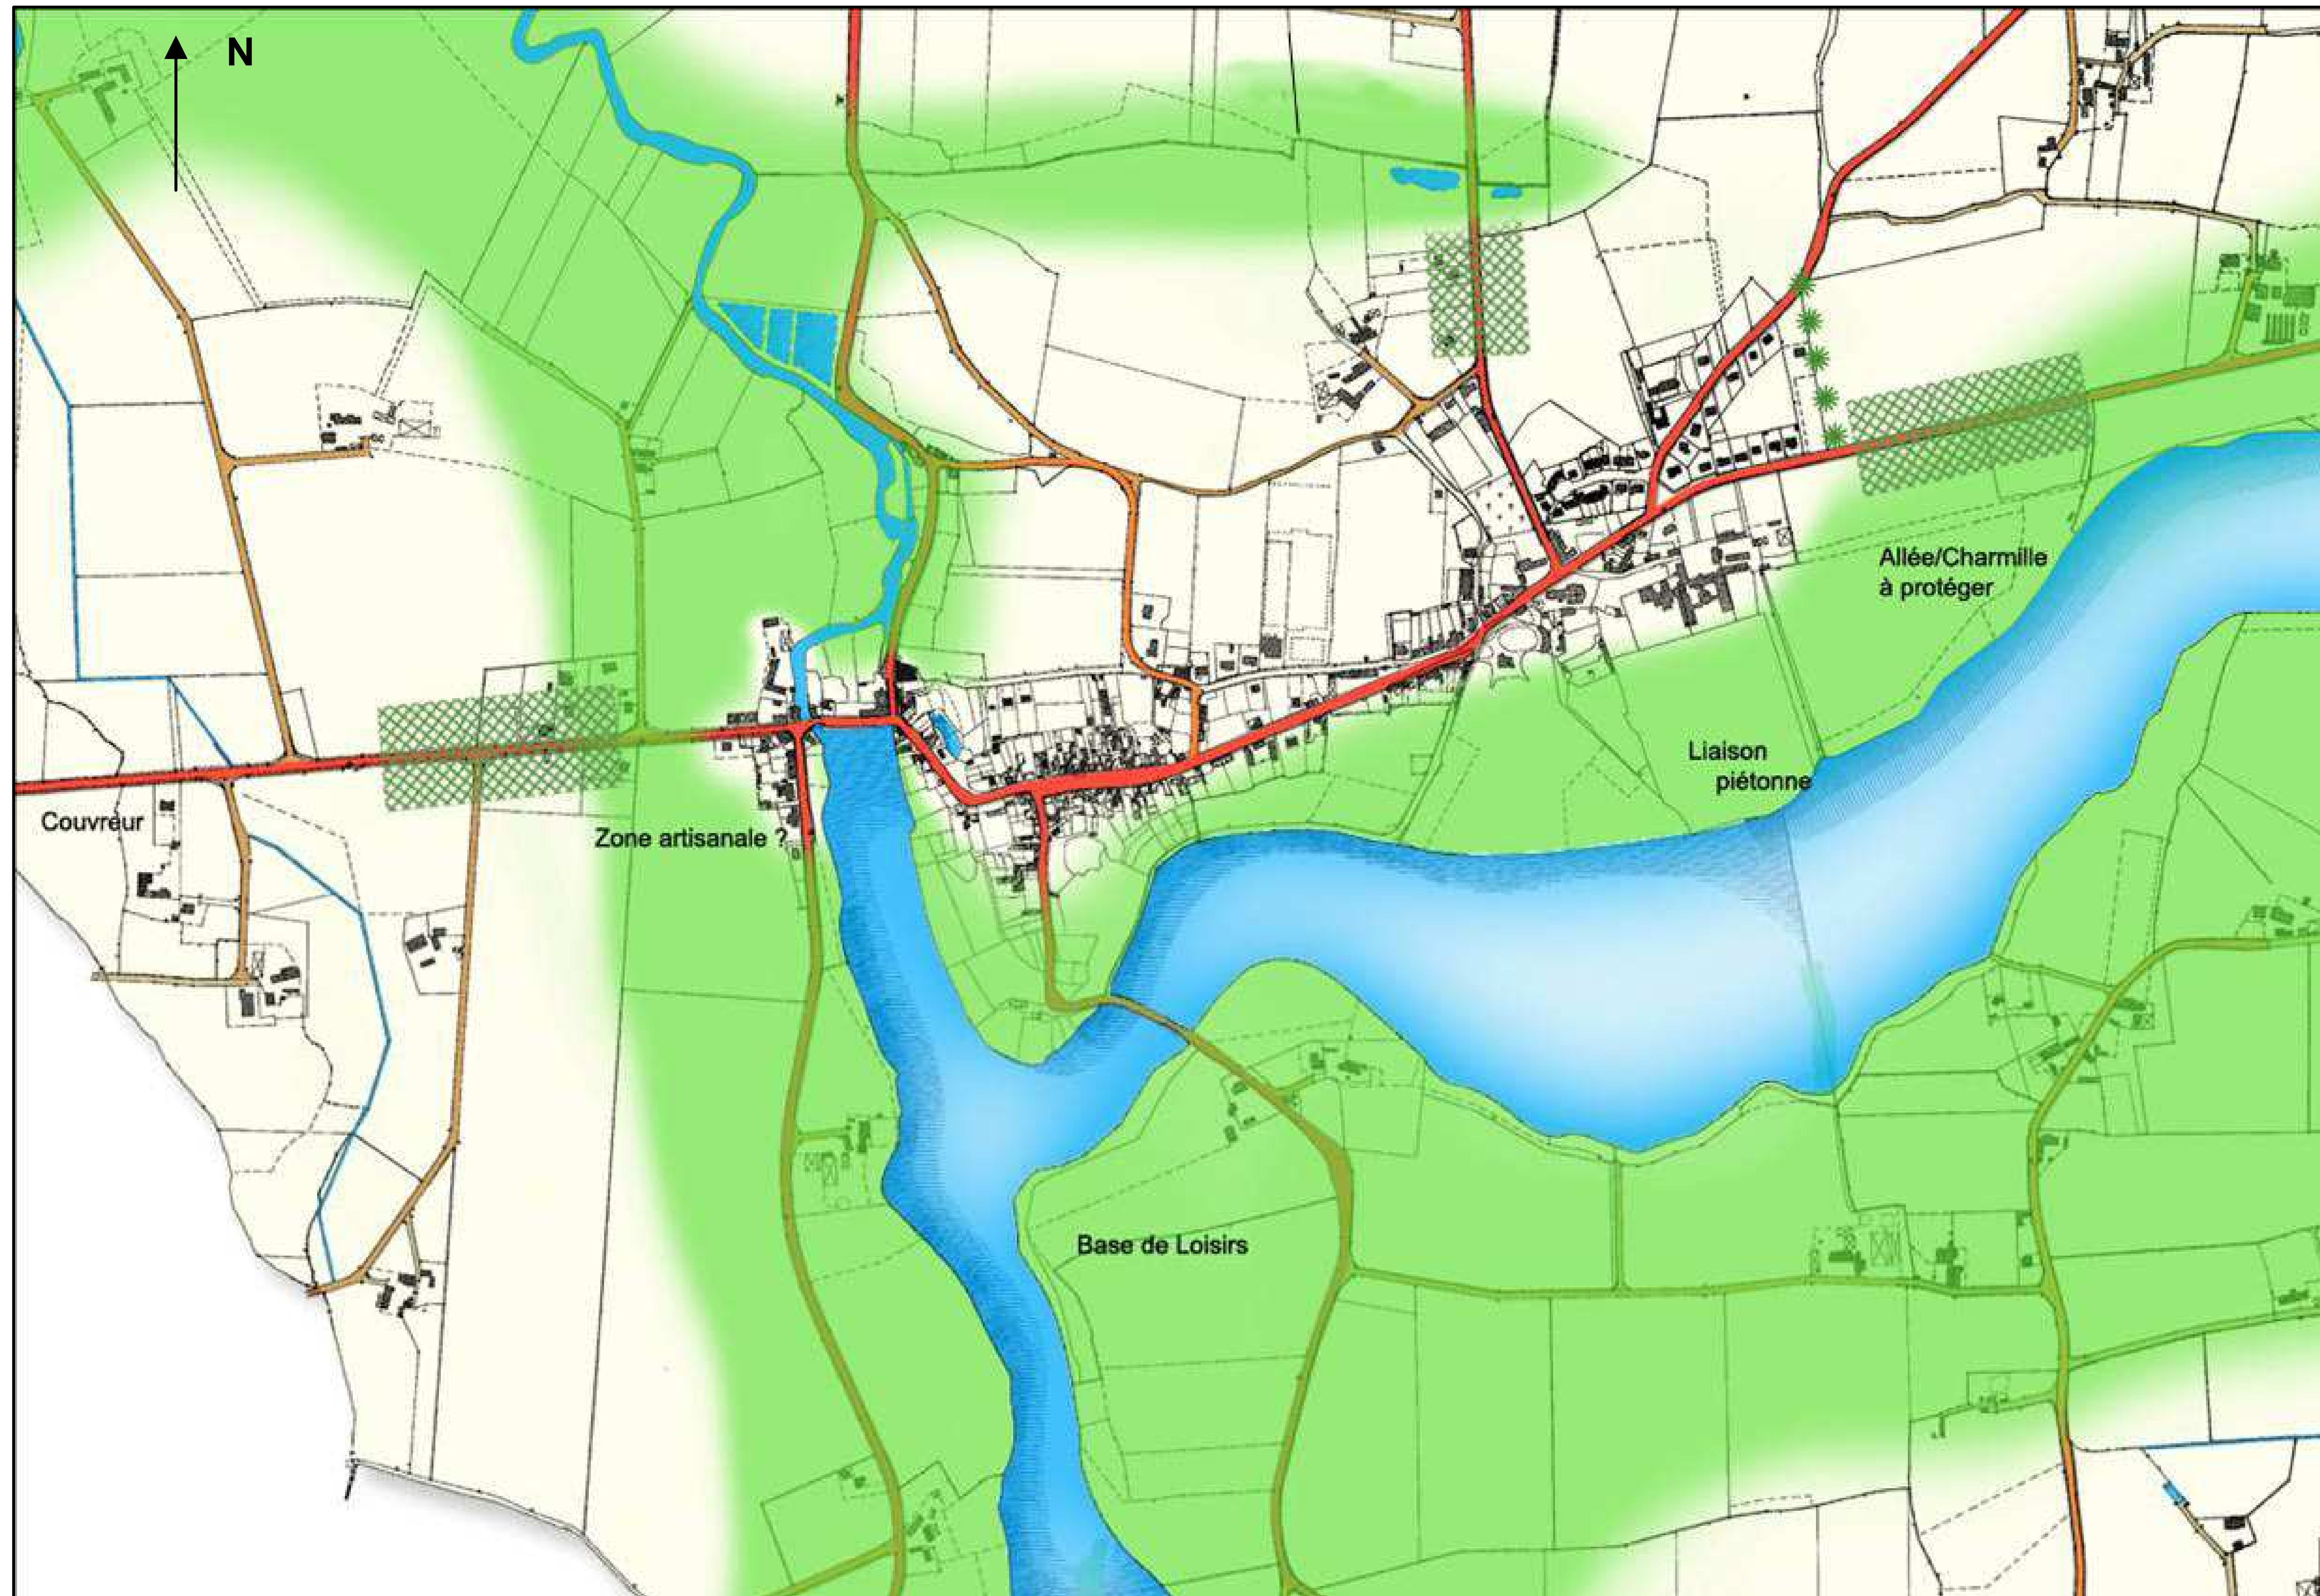 N
Allée/Charmille
à protéger
Liaison
piétonne
Couvreur
Zone artisanale ?
Base de Loisirs